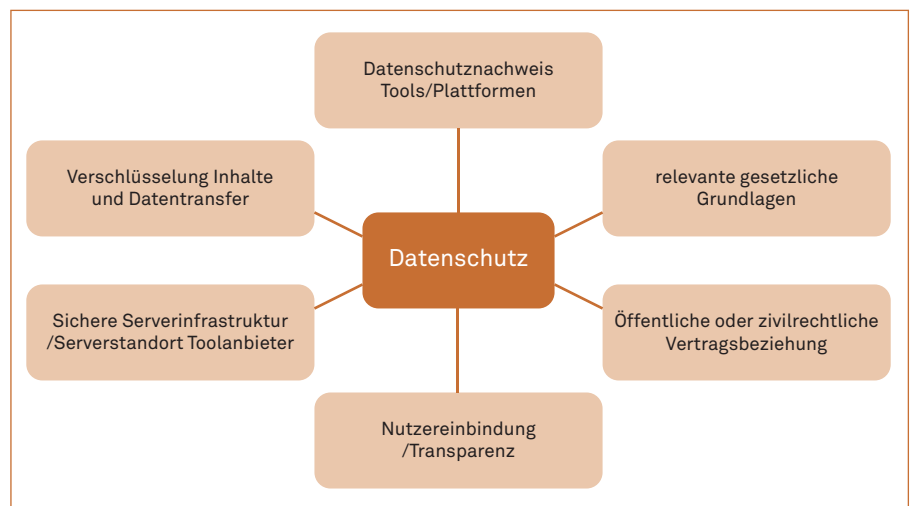 Datenschutznachweis
Tools/Plattformen
Verschlüsselung Inhalte
und Datentransfer
relevante gesetzliche
Grundlagen
Datenschutz
Sichere Serverinfrastruktur
/Serverstandort Toolanbieter
Öffentliche oder zivilrechtliche
Vertragsbeziehung
Nutzereinbindung
/Transparenz